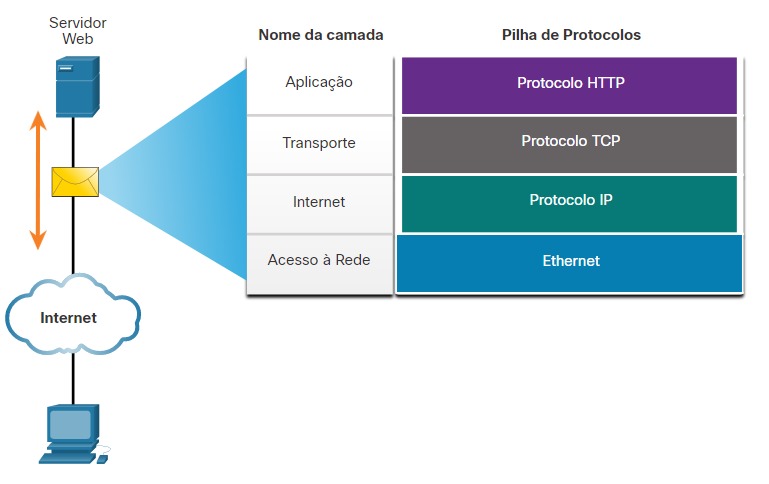 Servidor
Web
Nome da camada
Pilha de Protocolos
Aplicação
Protocolo HTTP
Transporte
Protocolo TCP
Internet
Protocolo IP
Acesso à Rede
Ethernet
Internet